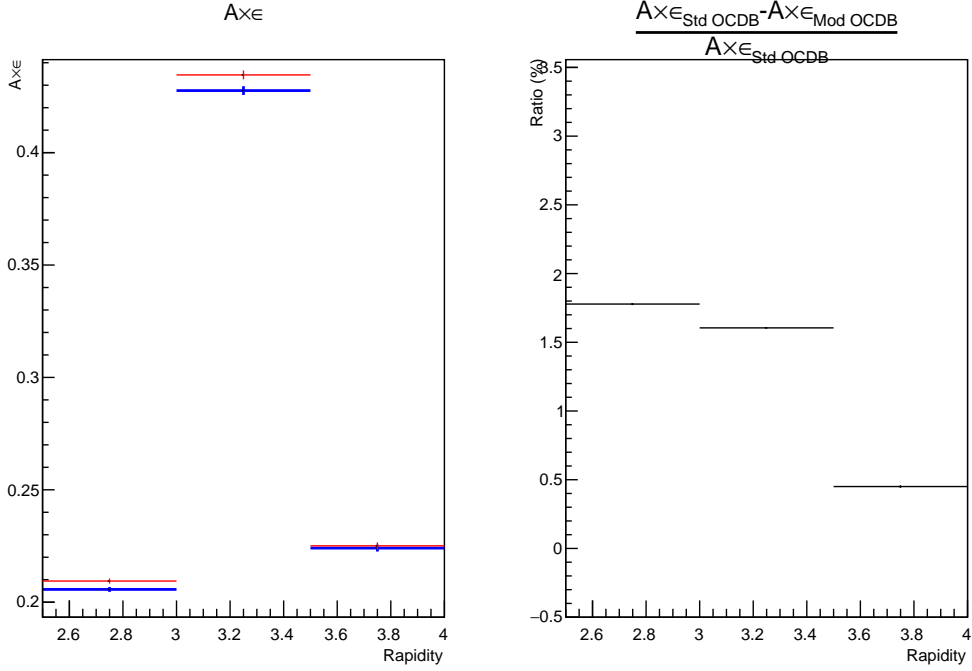 A×∈
A×∈
0.4
0.35
0.3
0.25
0.2
2.6 2.8 3 3.2 3.4 3.6 3.8 4
Rapidity
A×∈Std OCDB-A×∈Mod OCDB
A×∈Std OCDB
Ratio (%)
3.5
3
2.5
2
1.5
1
0.5
0
−0.5
2.6 2.8 3 3.2 3.4 3.6 3.8 4
Rapidity